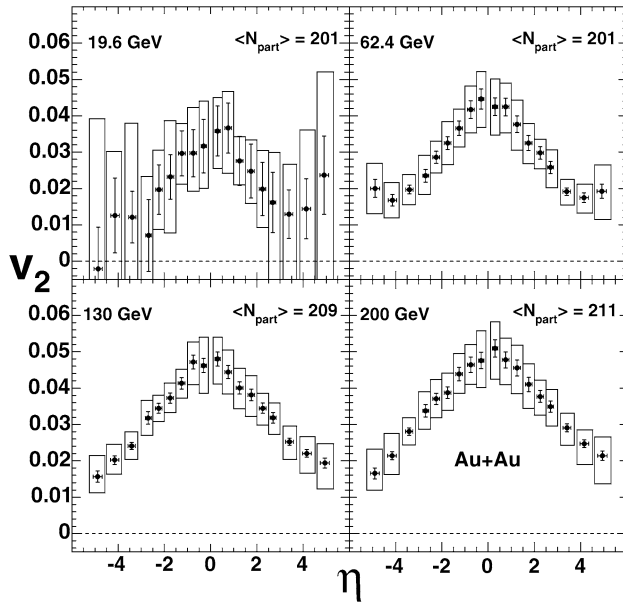 19.6 GeV <N_part> = 201
62.4 GeV <N_part> = 201
0.06
0.05
0.04
0.03
0.02
0.01
0
v₂
130 GeV <N_part> = 209
200 GeV <N_part> = 211
0.06
0.05
0.04
0.03
0.02
0.01
0
Au+Au
-4 -2 0 2 4
-4 -2 0 2 4
η